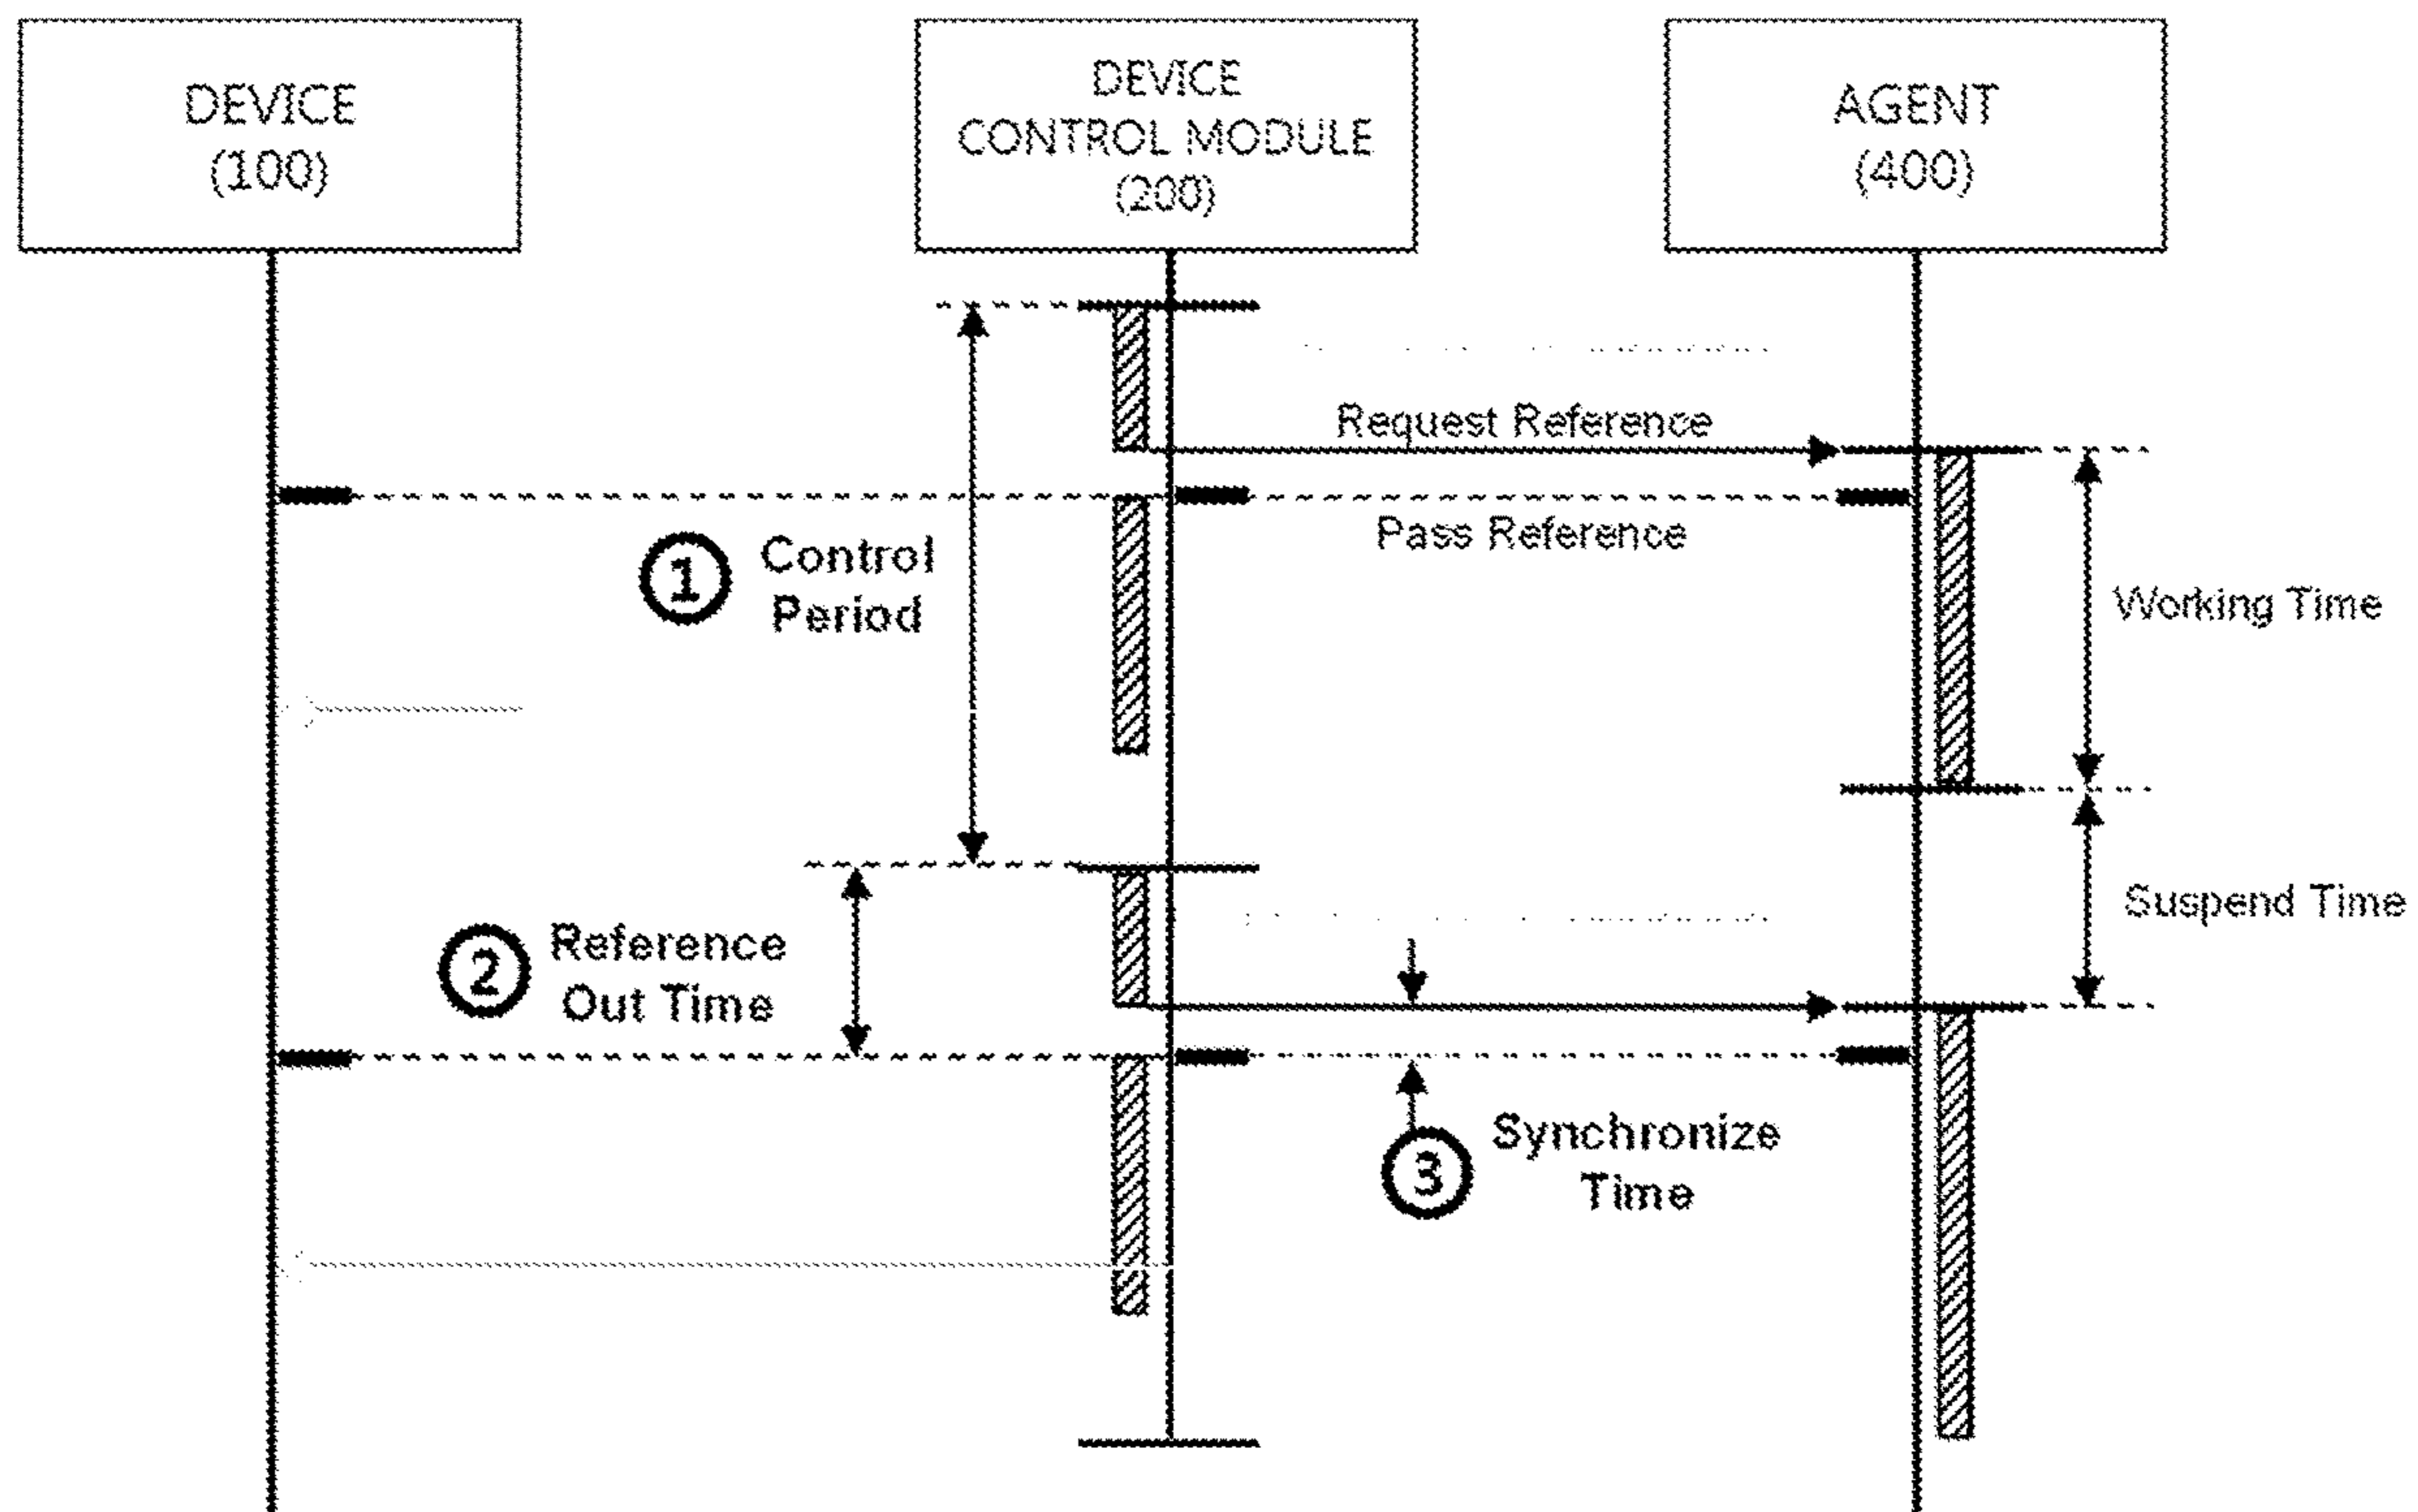 DEVICE
(100)
DEVICE
CONTROL MODULE
(200)
AGENT
(400)
Request Reference
Pass Reference
1 Control
Period
Working Time
2 Reference
Out Time
Suspend Time
3 Synchronize
Time